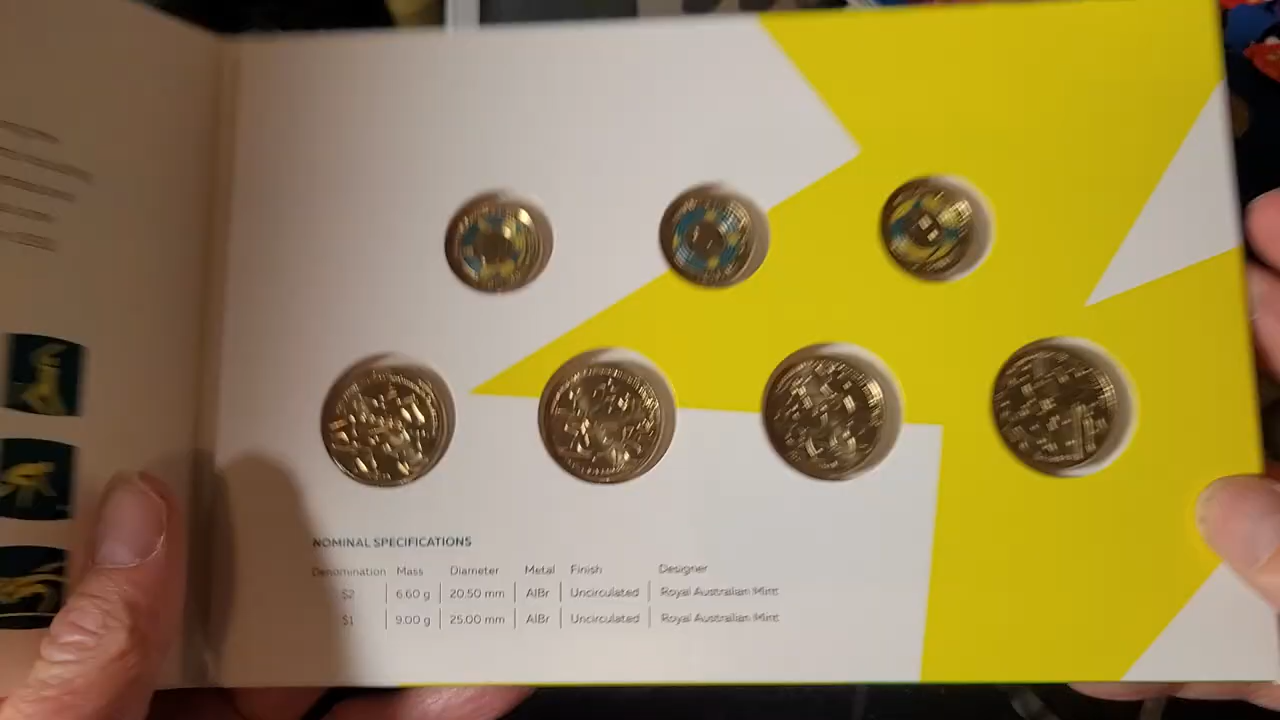 NOMINAL SPECIFICATIONS
Denomination Mass Diameter Metal Finish Designer
$2 6.60 g 20.50 mm AlBr Uncirculated Royal Australian Mint
$1 9.00 g 25.00 mm AlBr Uncirculated Royal Australian Mint